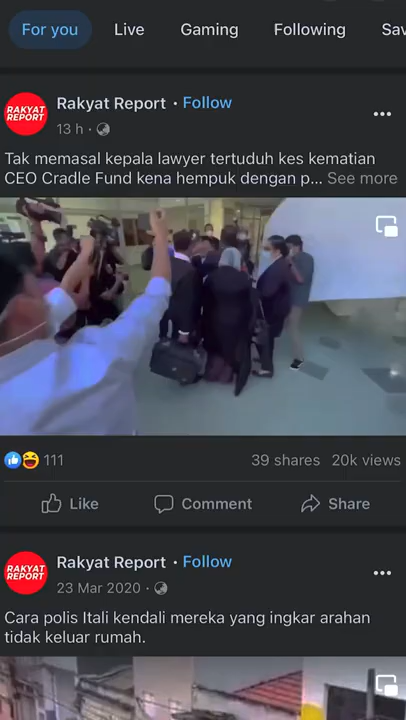 For you Live Gaming Following Sav
RAKYAT
REPORT
Rakyat Report · Follow
13 h ·
Tak memasal kepala lawyer tertuduh kes kematian
CEO Cradle Fund kena hempuk dengan p... See more
111 39 shares 20k views
Like Comment Share
RAKYAT
REPORT
Rakyat Report · Follow
23 Mar 2020 ·
Cara polis Itali kendali mereka yang ingkar arahan
tidak keluar rumah.